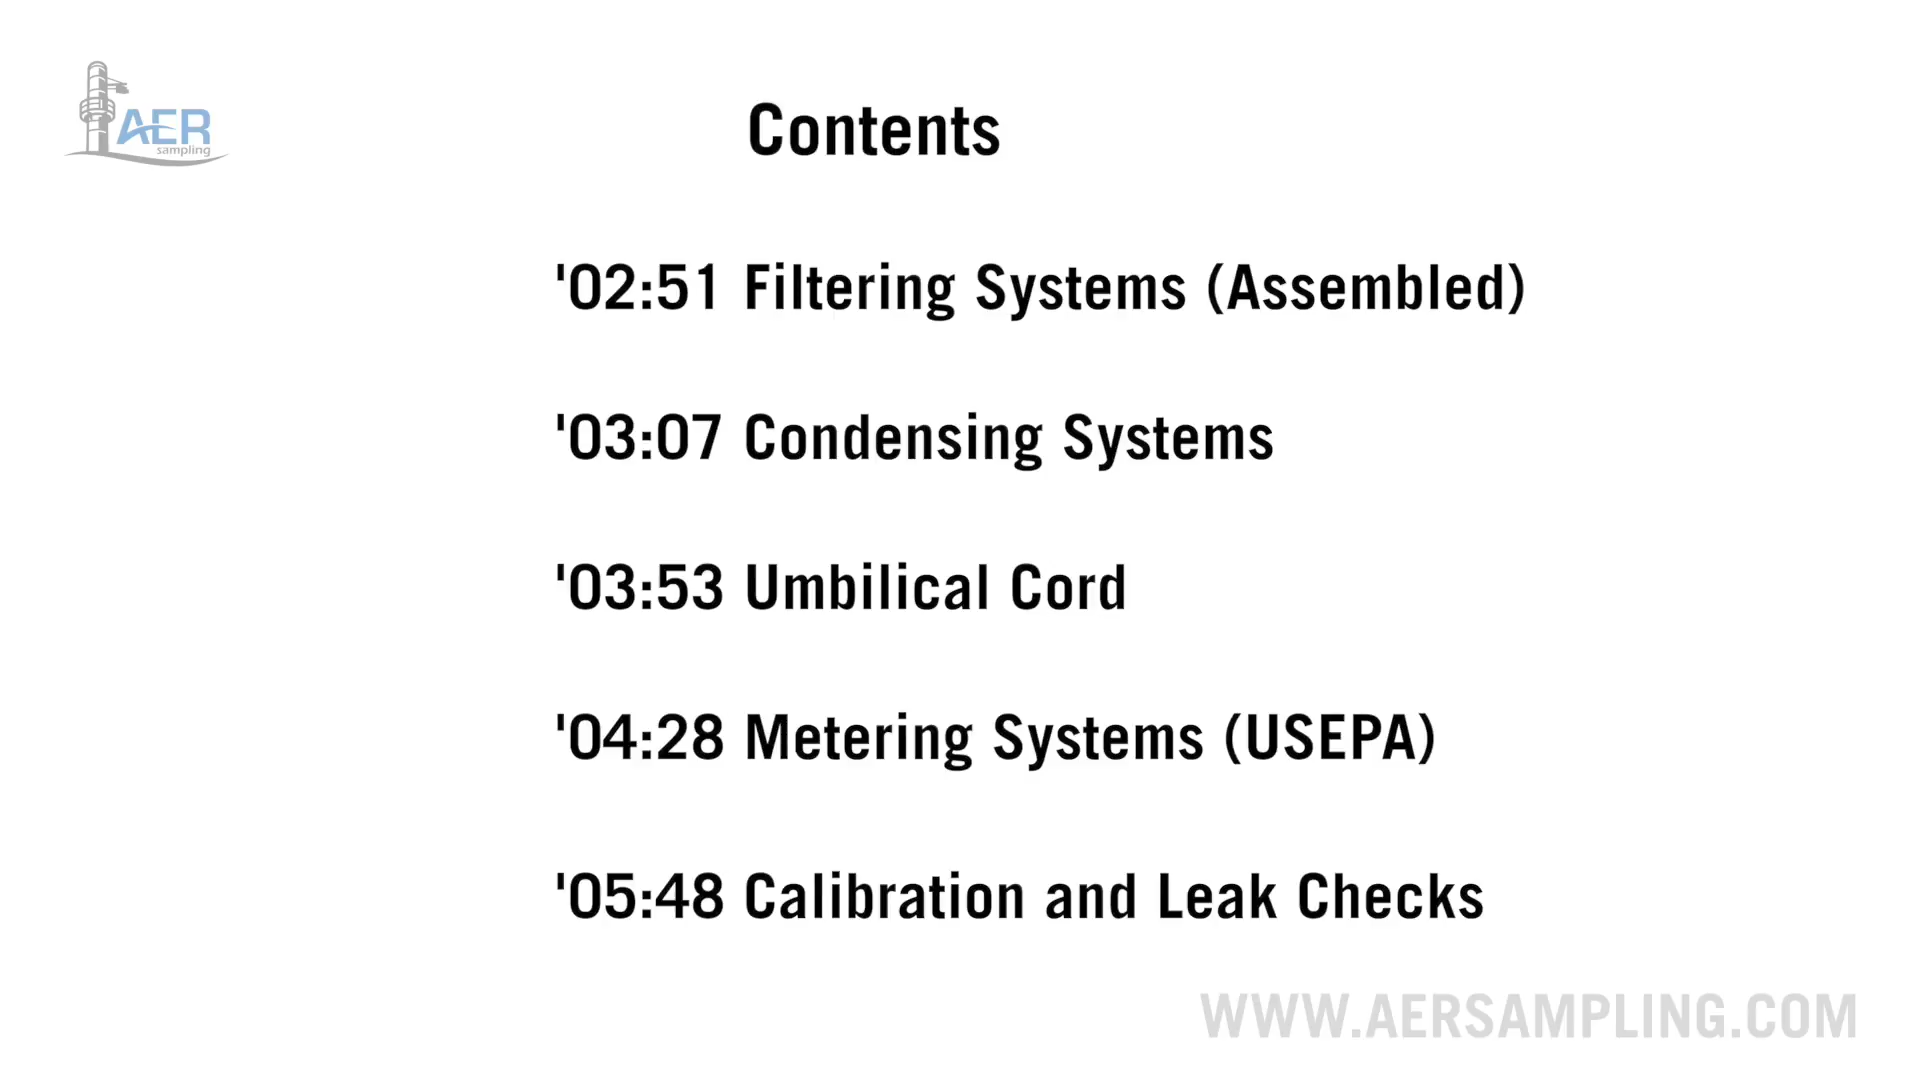 AER
sampling
Contents
'02:51 Filtering Systems (Assembled)
'03:07 Condensing Systems
'03:53 Umbilical Cord
'04:28 Metering Systems (USEPA)
'05:48 Calibration and Leak Checks
WWW.AERSAMPLING.COM